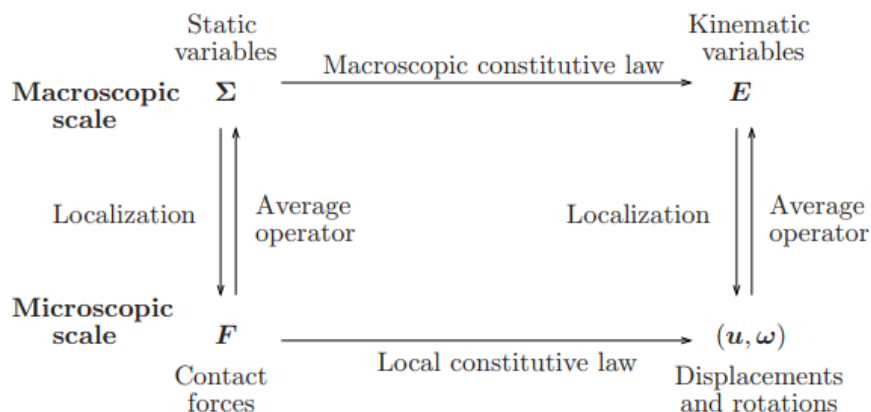 Static
variables
Kinematic
variables
Macroscopic constitutive law
Macroscopic
scale
Σ
E
Localization
Average
operator
Localization
Average
operator
Microscopic
scale
F
(u, ω)
Local constitutive law
Contact
forces
Displacements
and rotations